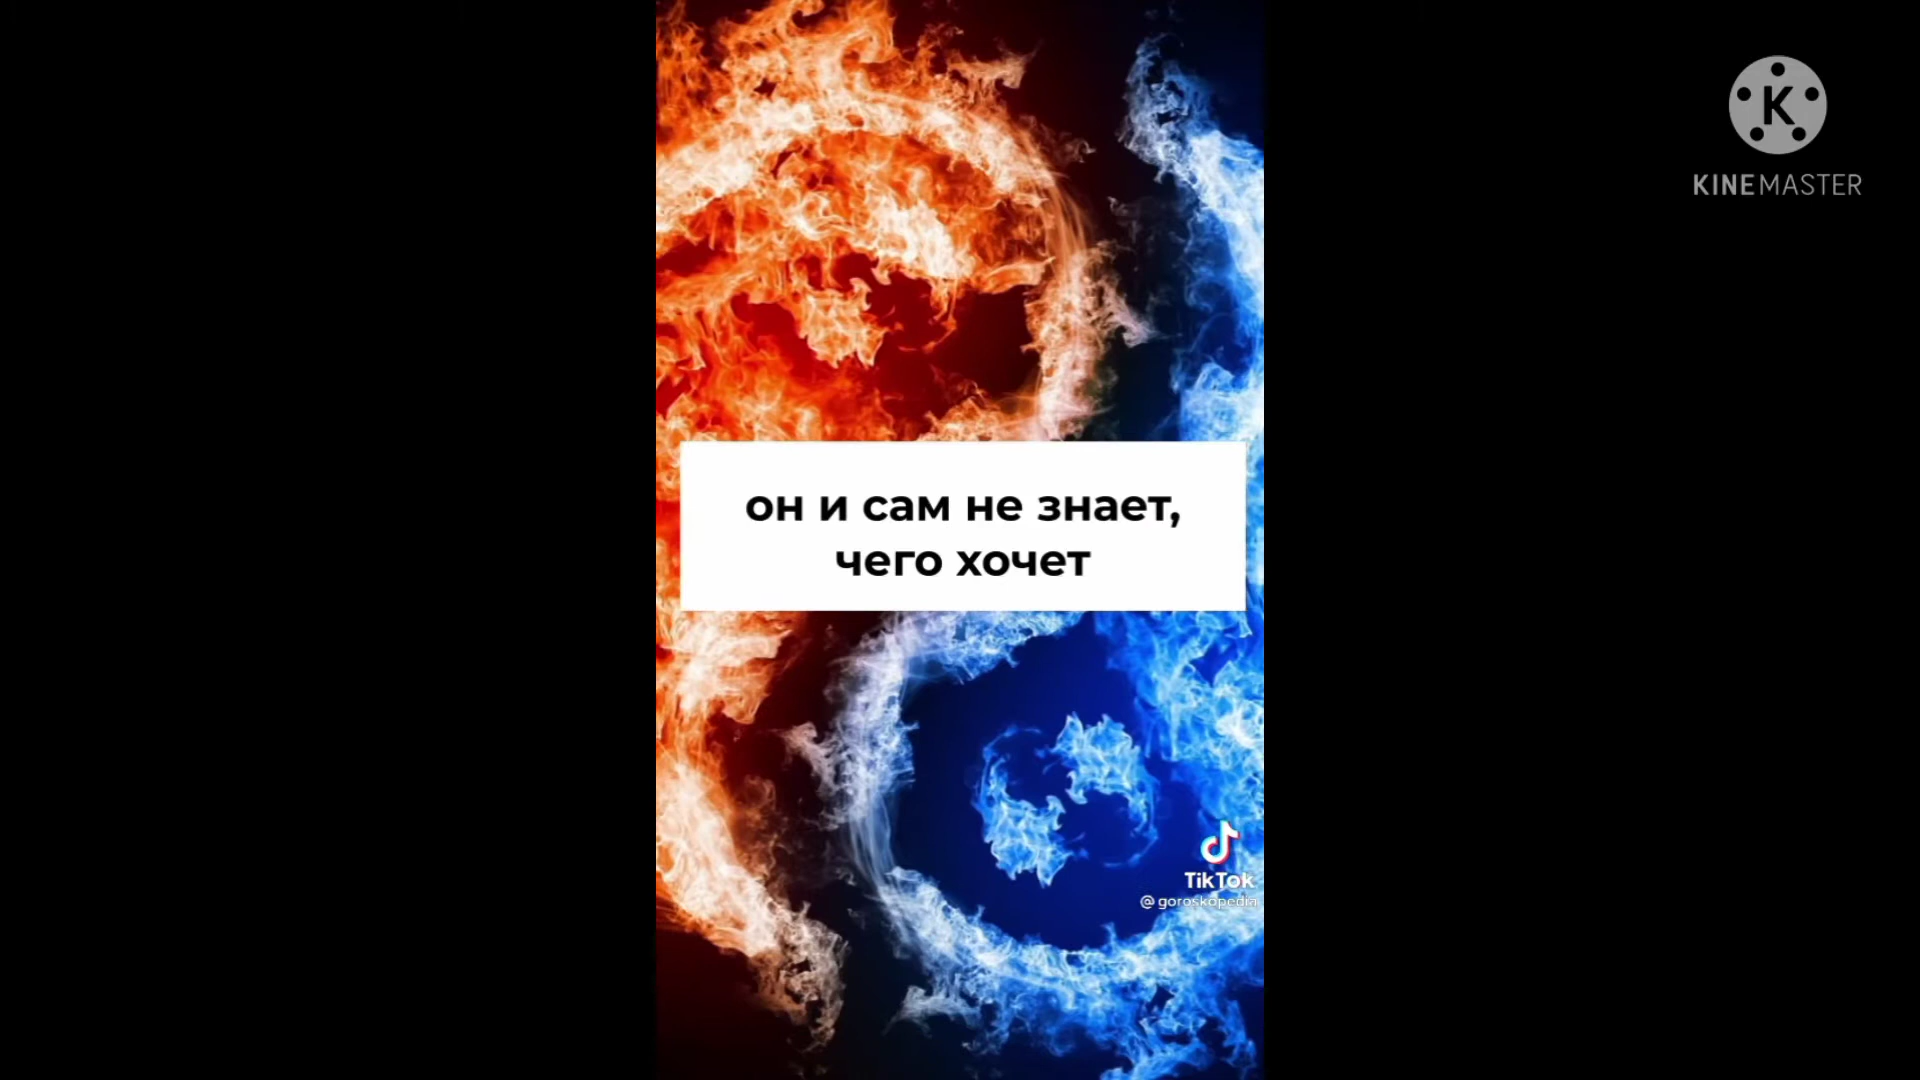 KINEMASTER
он и сам не знает,
чего хочет
TikTok
@goroskopedia